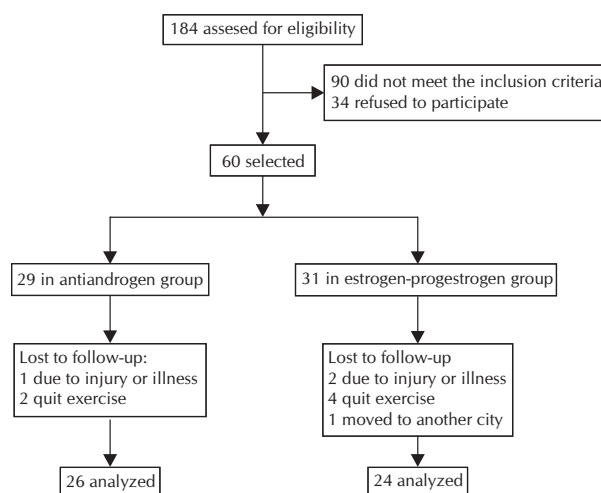 184 assesed for eligibility
90 did not meet the inclusion criteria
34 refused to participate
60 selected
29 in antiandrogen group
31 in estrogen-progestrogen group
Lost to follow-up:
1 due to injury or illness
2 quit exercise
Lost to follow-up
2 due to injury or illness
4 quit exercise
1 moved to another city
26 analyzed
24 analyzed